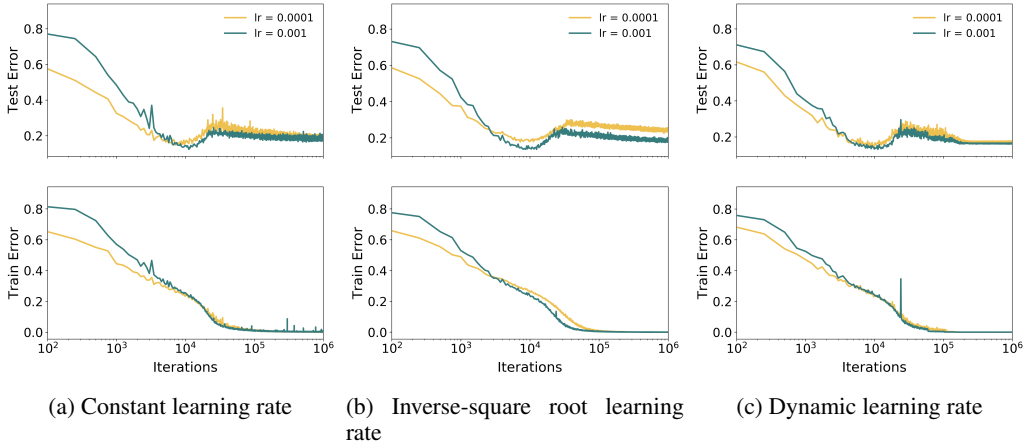 lr = 0.0001
lr = 0.001
Test Error
0.8
0.6
0.4
0.2
lr = 0.0001
lr = 0.001
Test Error
0.8
0.6
0.4
0.2
lr = 0.0001
lr = 0.001
Test Error
0.8
0.6
0.4
0.2
Train Error
0.8
0.6
0.4
0.2
0.0
10² 10³ 10⁴ 10⁵ 10⁶
Iterations
Train Error
0.8
0.6
0.4
0.2
0.0
10² 10³ 10⁴ 10⁵ 10⁶
Iterations
Train Error
0.8
0.6
0.4
0.2
0.0
10² 10³ 10⁴ 10⁵ 10⁶
Iterations
(a) Constant learning rate
(b) Inverse-square root learning
rate
(c) Dynamic learning rate